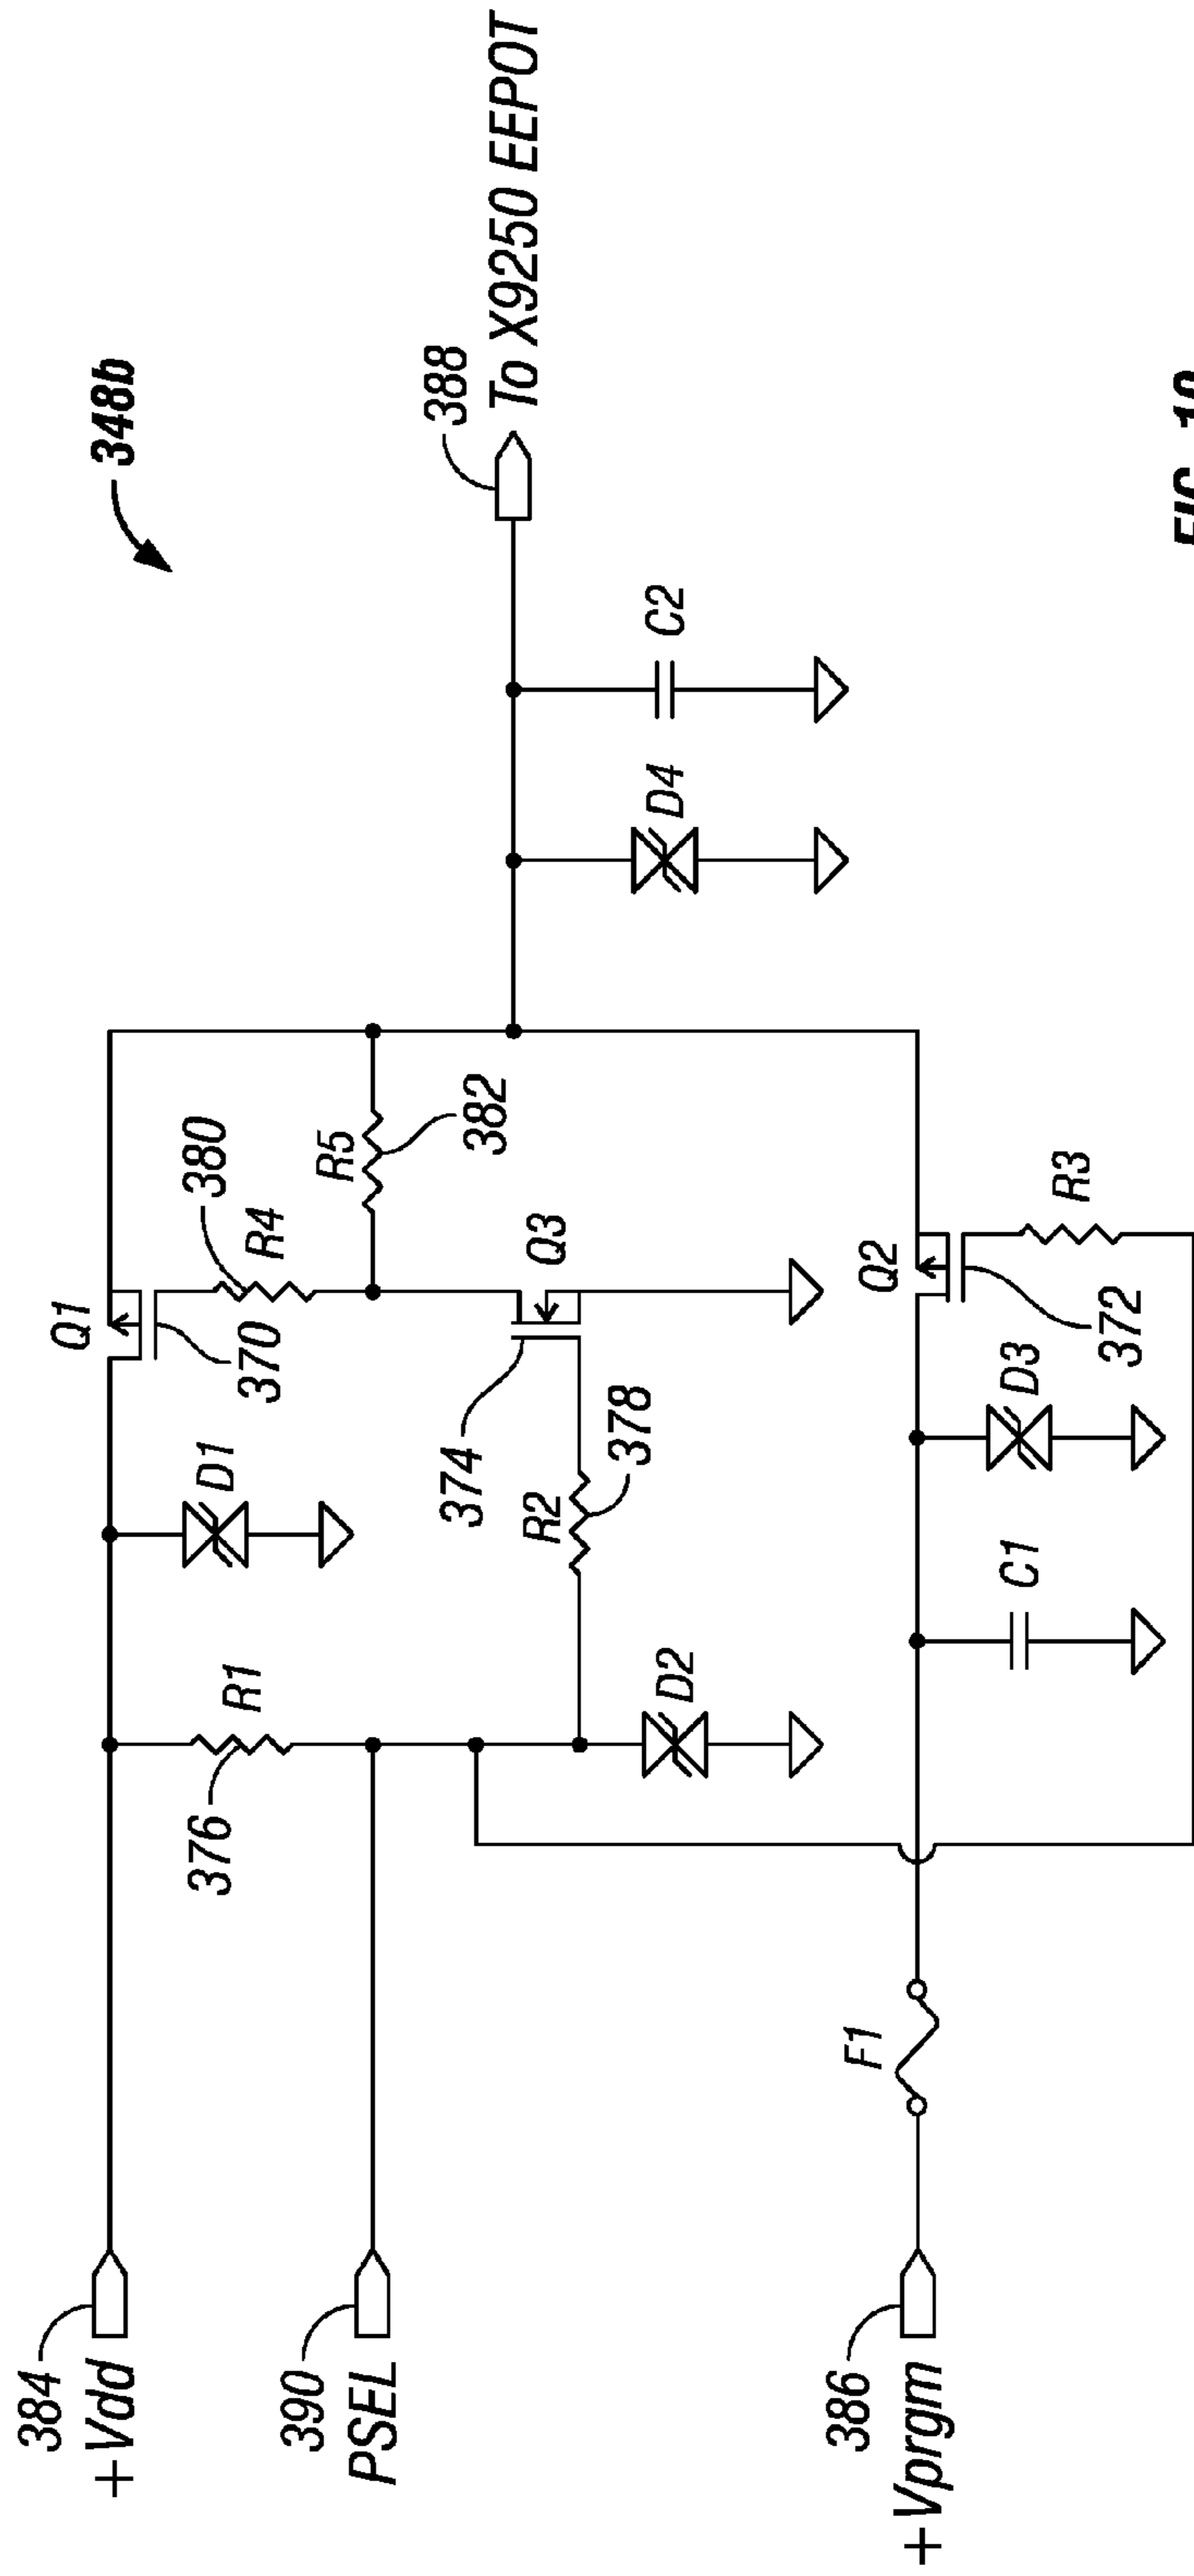 348b
384
+Vdd
390
PSEL
386
+Vprgm
F1
376
R1
D1
Q1
370
380
R4
R5
382
374
Q3
R2
378
D2
C1
D3
Q2
372
R3
D4
C2
388
To X9250 EEPOT